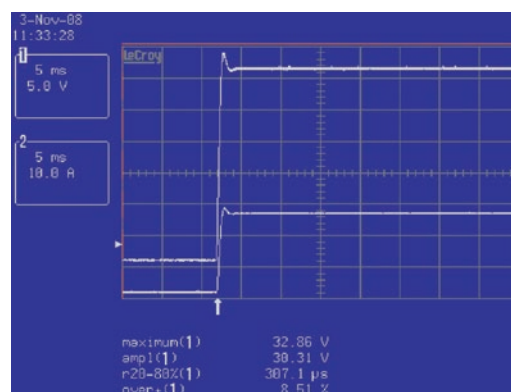 3-Nov-08
11:33:28
LeCroy
1
5 ms
5.0 V
2
5 ms
10.0 A
maximum(1) 32.86 V
ampl(1) 30.31 V
r20-80%(1) 307.1 µs
over+(1) 8.51 %